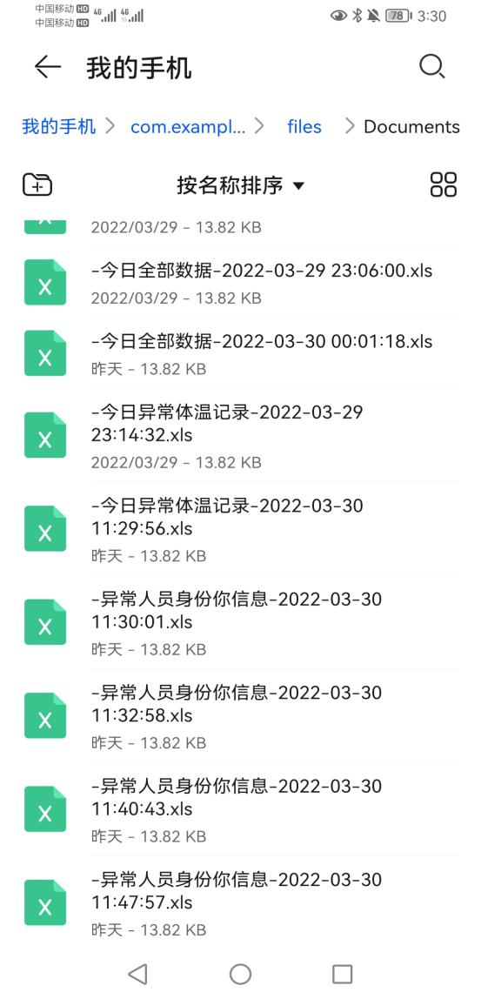 中国移动 HD 4G 4G 78 3:30
中国移动 HD
我的手机
我的手机 com.exampl... files Documents
按名称排序
2022/03/29 - 13.82 KB
-今日全部数据-2022-03-29 23:06:00.xls
2022/03/29 - 13.82 KB
-今日全部数据-2022-03-30 00:01:18.xls
昨天 - 13.82 KB
-今日异常体温记录-2022-03-29
23:14:32.xls
2022/03/29 - 13.82 KB
-今日异常体温记录-2022-03-30
11:29:56.xls
昨天 - 13.82 KB
-异常人员身份你信息-2022-03-30
11:30:01.xls
昨天 - 13.82 KB
-异常人员身份你信息-2022-03-30
11:32:58.xls
昨天 - 13.82 KB
-异常人员身份你信息-2022-03-30
11:40:43.xls
昨天 - 13.82 KB
-异常人员身份你信息-2022-03-30
11:47:57.xls
昨天 - 13.82 KB